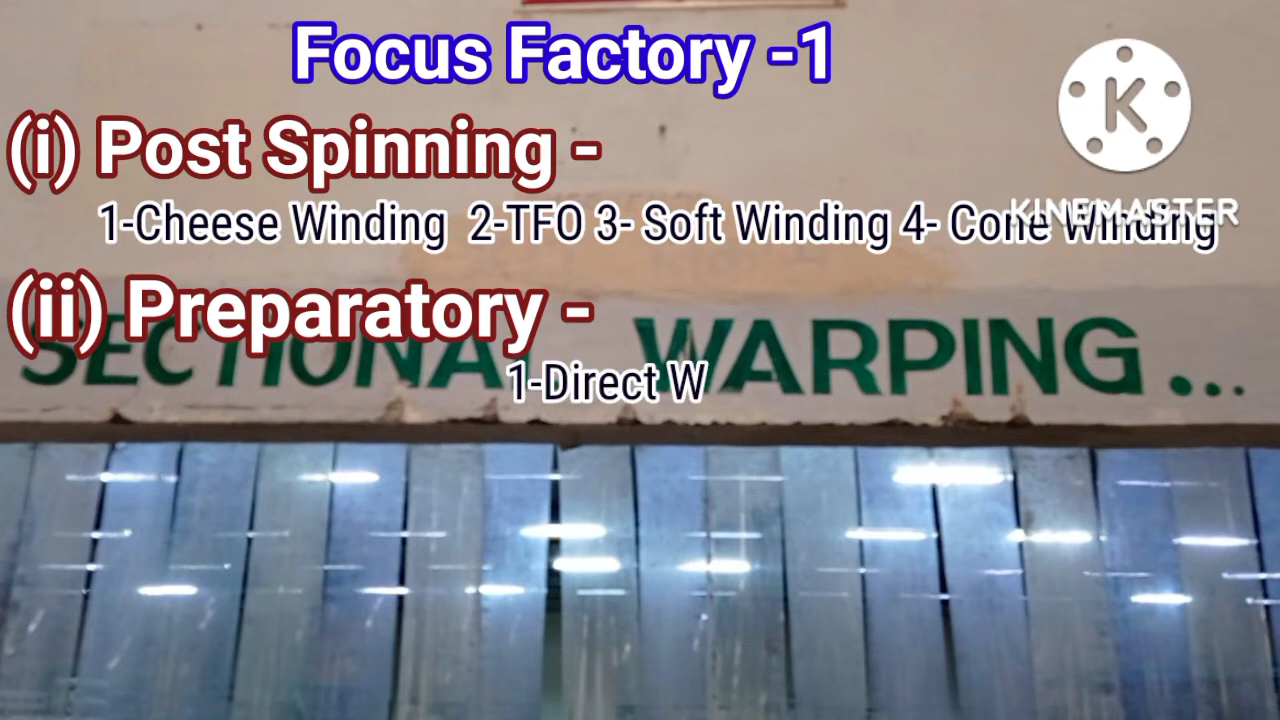 Focus Factory -1
(i) Post Spinning -
1-Cheese Winding 2-TFO 3- Soft Winding 4- Cone Winding
KINEMASTER
(ii) Preparatory -
SECTIONAL WARPING...
1-Direct W